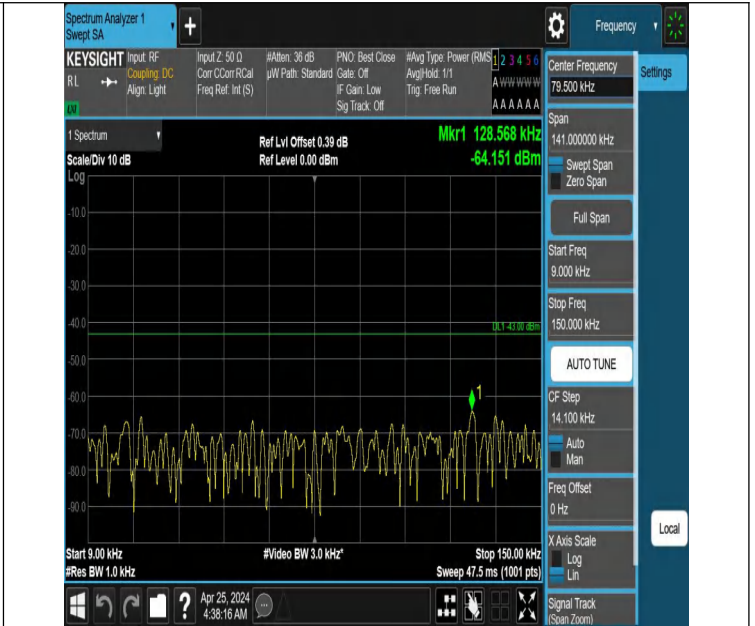 Spectrum Analyzer 1
Swept SA
+
Frequency
KEYSIGHT
RL
LXI
Input: RF
Coupling: DC
Align: Light
Input Z: 50 Ω
Corr CCorr RCal
Freq Ref: Int (S)
#Atten: 36 dB
µW Path: Standard
PNO: Best Close
Gate: Off
IF Gain: Low
Sig Track: Off
#Avg Type: Power (RMS
Avg|Hold: 1/1
Trig: Free Run
1 2 3 4 5 6
A W W W W W
A A A A A A
1 Spectrum
Scale/Div 10 dB
Log
Ref Lvl Offset 0.39 dB
Ref Level 0.00 dBm
Mkr1 128.568 kHz
-64.151 dBm
-10.0
-20.0
-30.0
-40.0
DL1 -43.00 dBm
-50.0
-60.0
1
-70.0
-80.0
-90.0
Start 9.00 kHz
#Video BW 3.0 kHz*
Stop 150.00 kHz
#Res BW 1.0 kHz
Sweep 47.5 ms (1001 pts)
Center Frequency
79.500 kHz
Settings
Span
141.000000 kHz
Swept Span
Zero Span
Full Span
Start Freq
9.000 kHz
Stop Freq
150.000 kHz
AUTO TUNE
CF Step
14.100 kHz
Auto
Man
Freq Offset
0 Hz
Local
X Axis Scale
Log
Lin
Signal Track
(Span Zoom)
?
Apr 25, 2024
4:38:16 AM